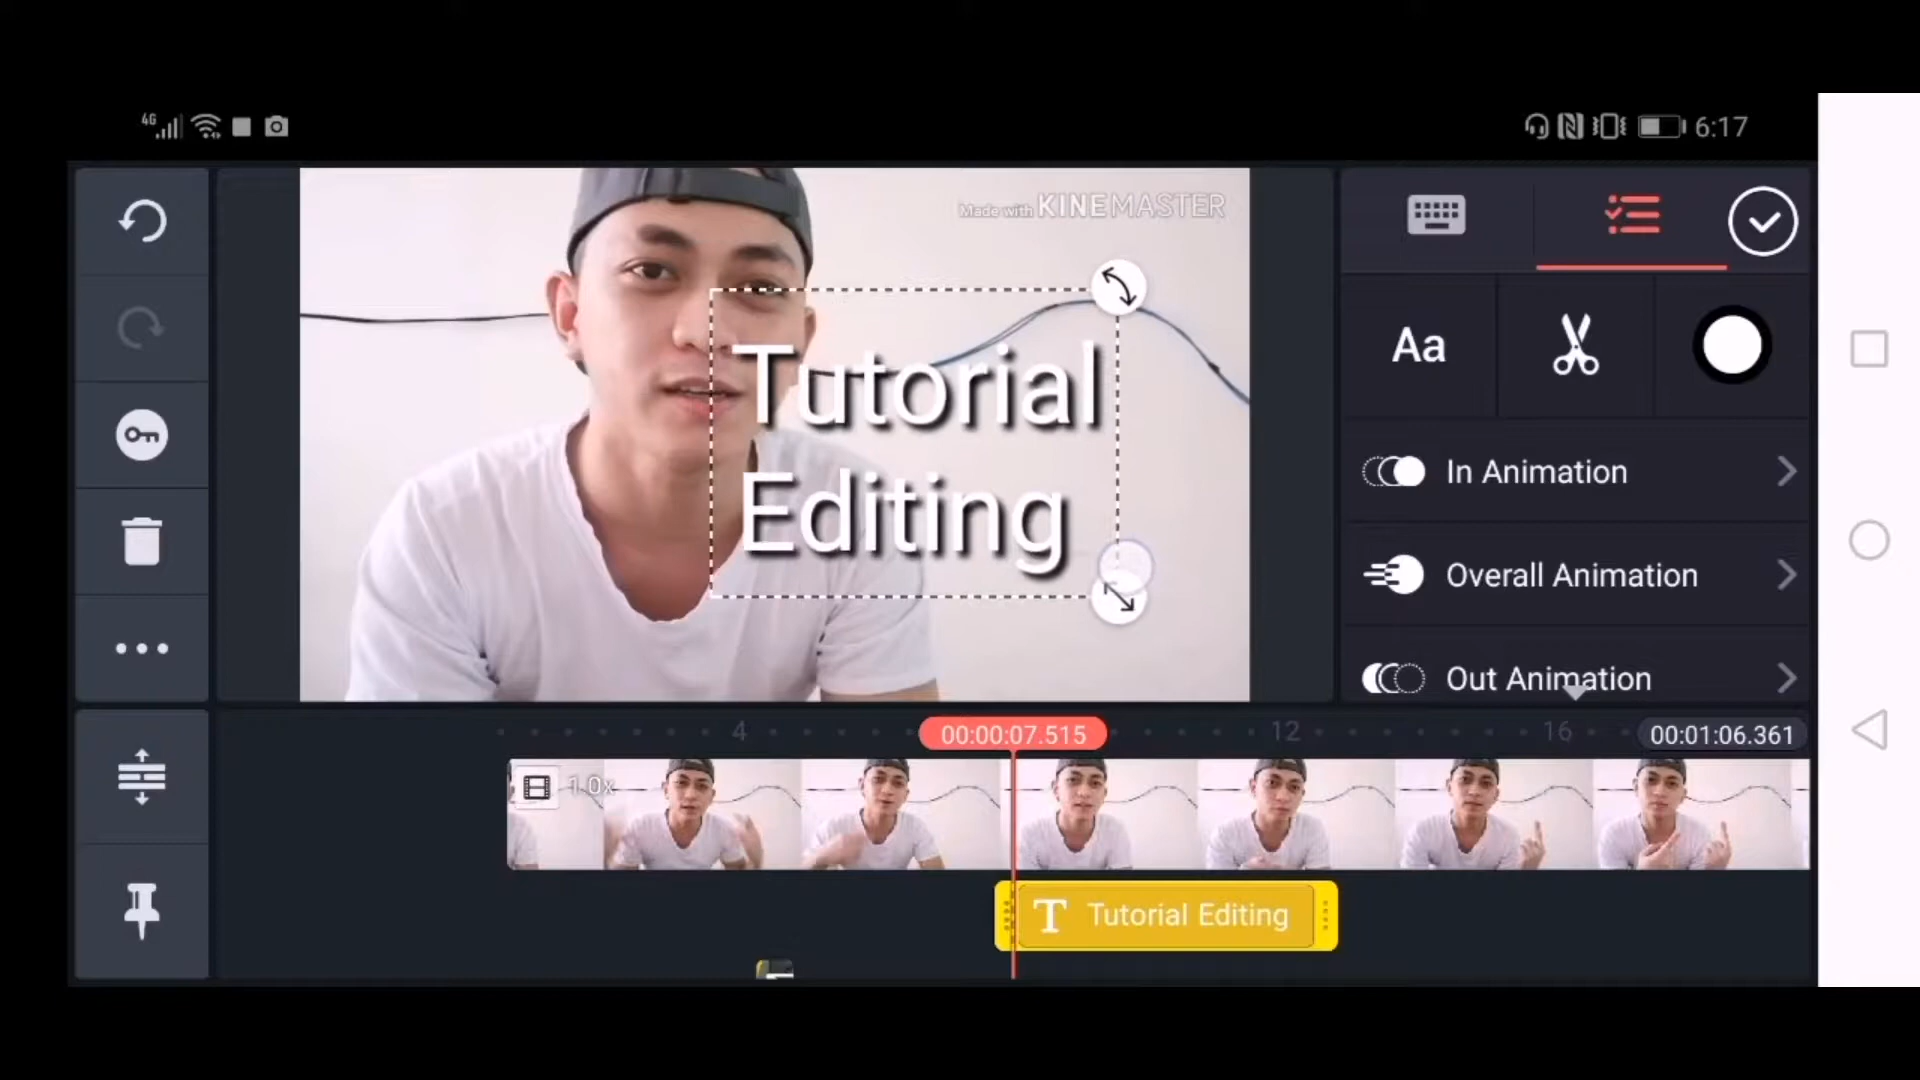 4G
6:17
Made with KINEMASTER
Tutorial
Editing
Aa
In Animation
Overall Animation
Out Animation
4
00:00:07.515
12
16
00:01:06.361
1.0x
T Tutorial Editing